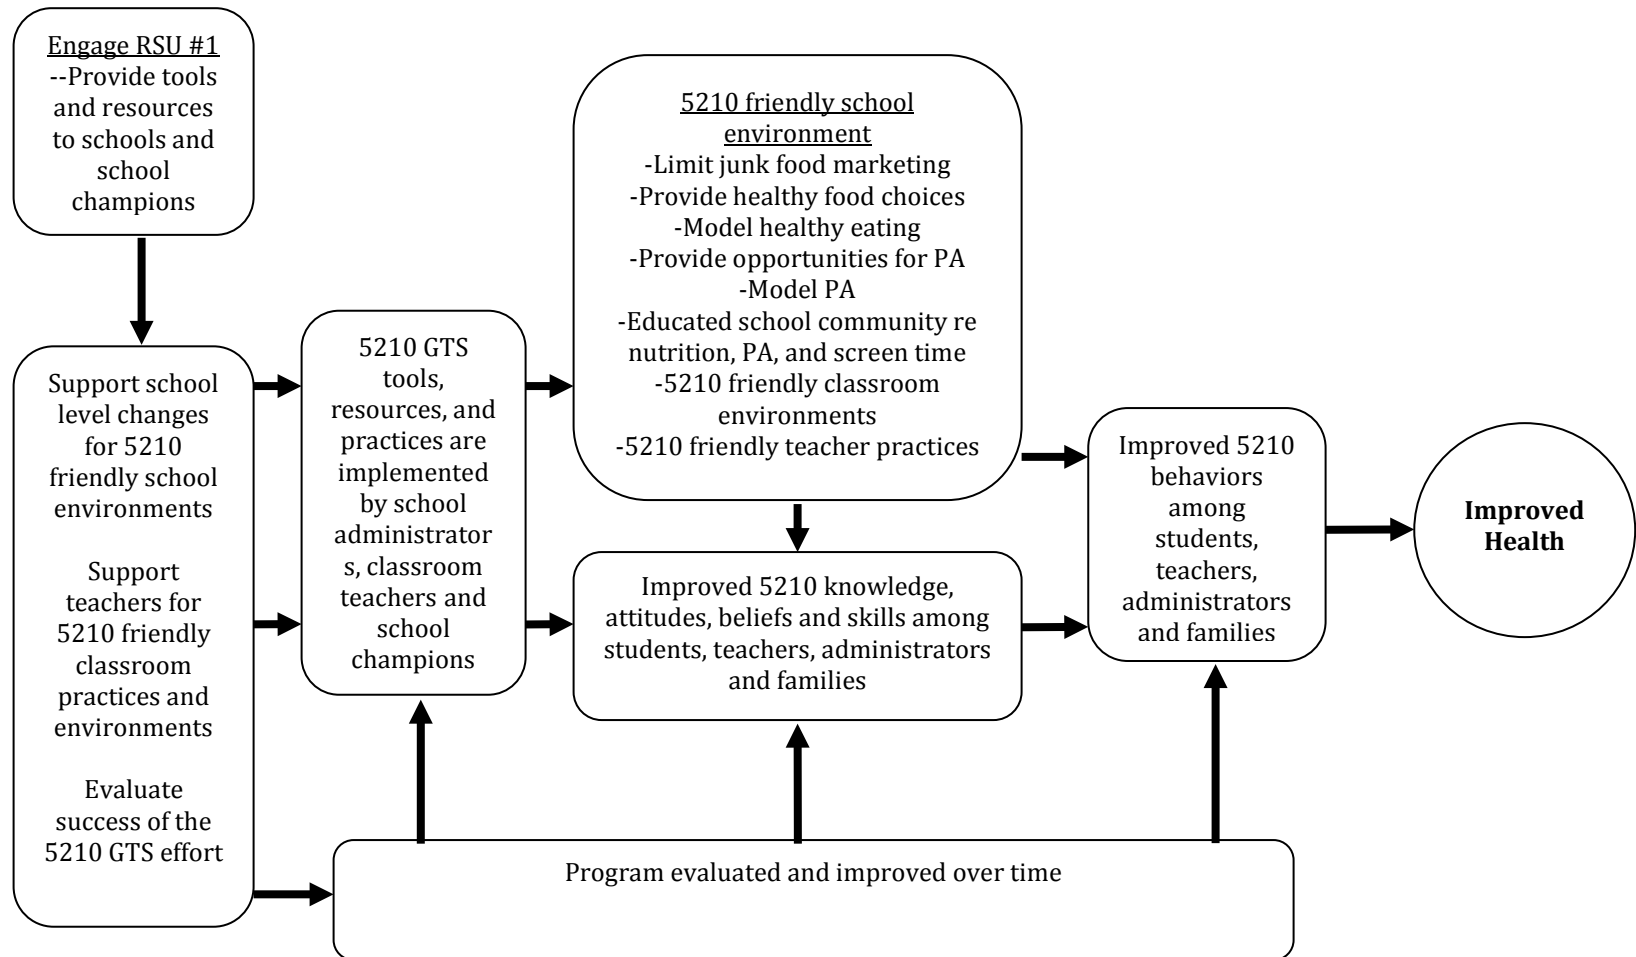 Engage RSU #1
--Provide tools
and resources
to schools and
school
champions
Support school
level changes
for 5210
friendly school
environments
Support
teachers for
5210 friendly
classroom
practices and
environments
Evaluate
success of the
5210 GTS effort
5210 GTS
tools,
resources, and
practices are
implemented
by school
administrator
s, classroom
teachers and
school
champions
5210 friendly school
environment
-Limit junk food marketing
-Provide healthy food choices
-Model healthy eating
-Provide opportunities for PA
-Model PA
-Educated school community re
nutrition, PA, and screen time
-5210 friendly classroom
environments
-5210 friendly teacher practices
Improved 5210 knowledge,
attitudes, beliefs and skills among
students, teachers, administrators
and families
Improved 5210
behaviors
among
students,
teachers,
administrators
and families
Improved
Health
Program evaluated and improved over time